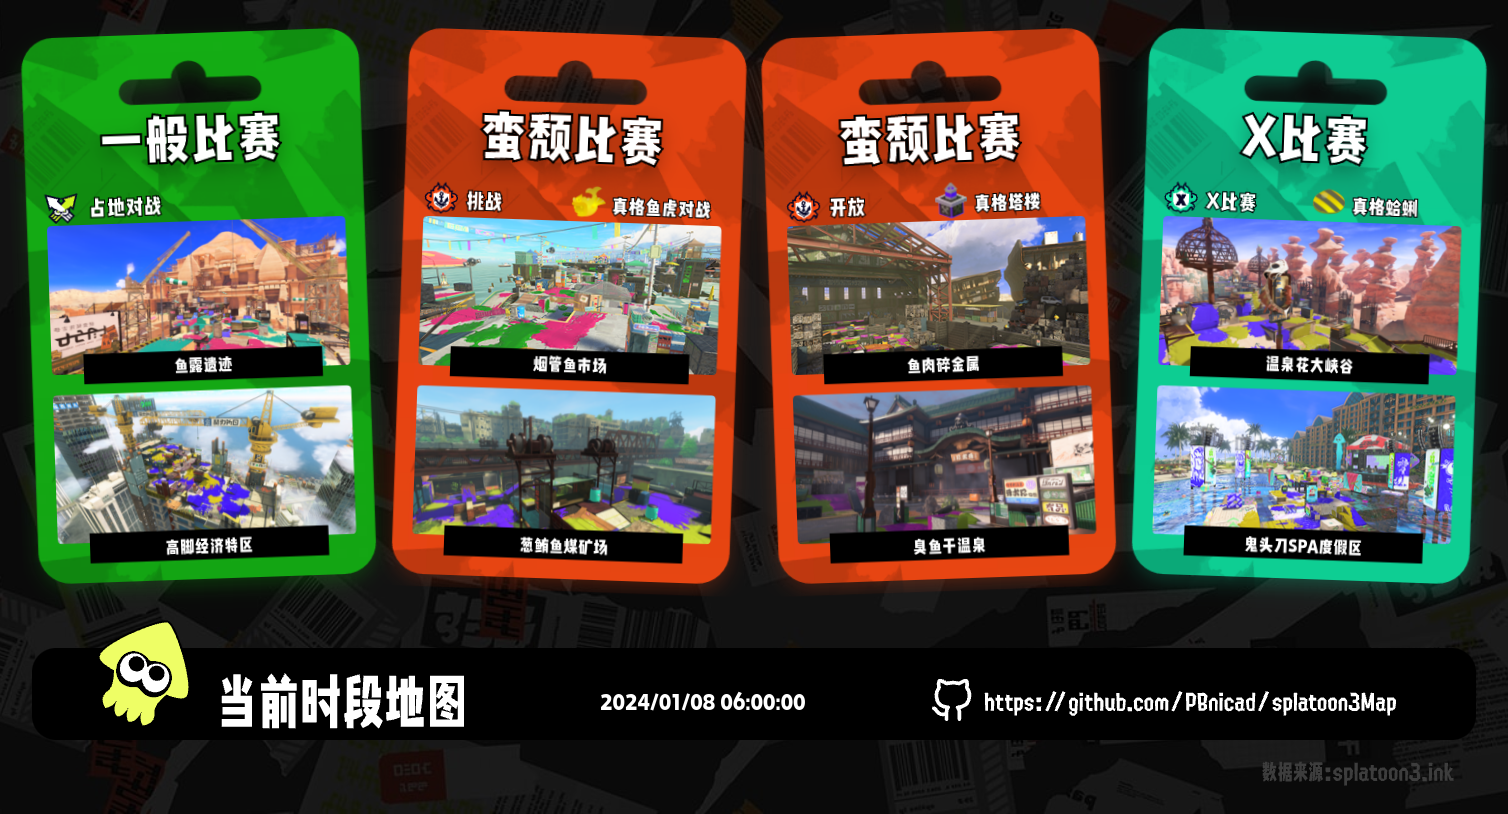 一般比赛
占地对战
鱼露遗迹
高脚经济特区
蛮颓比赛
挑战
真格鱼虎对战
烟管鱼市场
葱鲔鱼煤矿场
蛮颓比赛
开放
真格塔楼
鱼肉碎金属
臭鱼干温泉
X比赛
X比赛
真格蛤蜊
温泉花大峡谷
鬼头刀SPA度假区
当前时段地图
2024/01/08 06:00:00
https://github.com/PBnicad/splatoon3Map
数据来源:splatoon3.ink